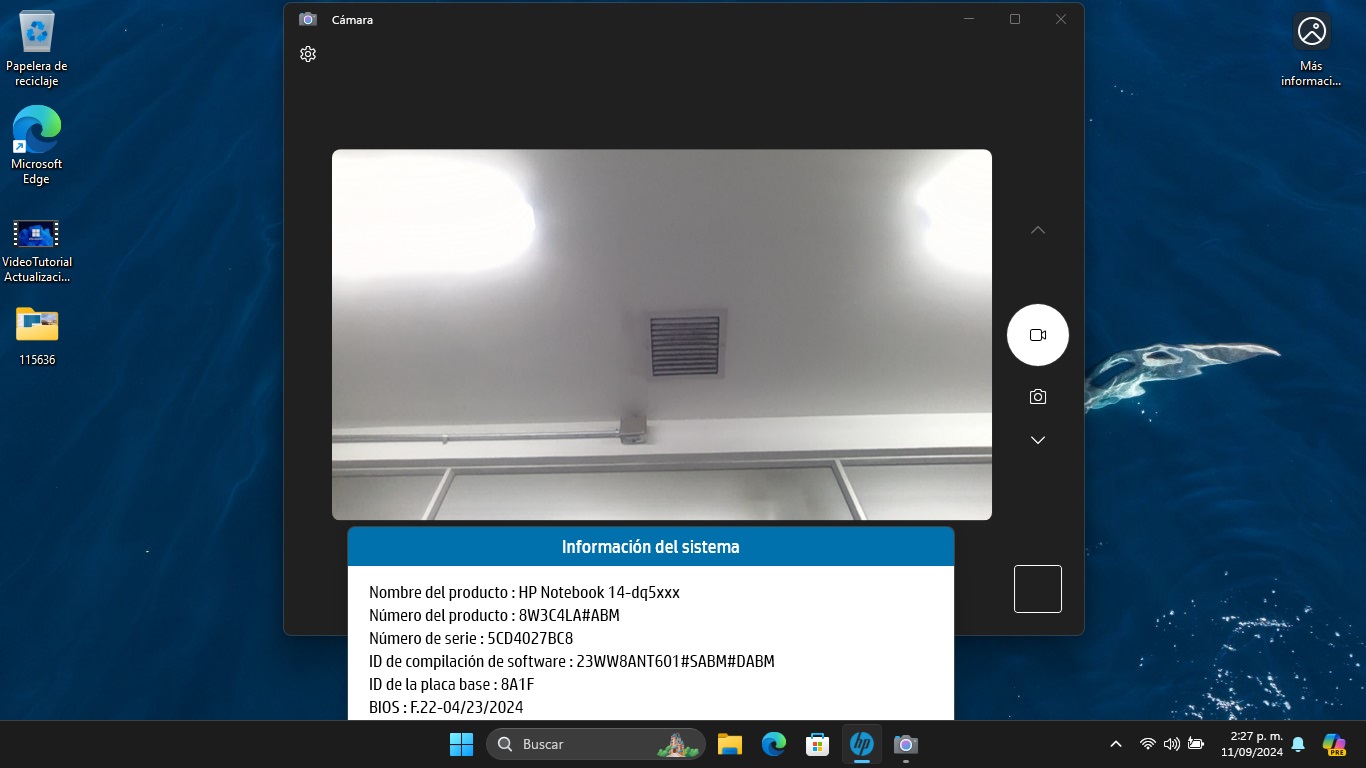 Cámara
Papelera de
reciclaje
Microsoft
Edge
VideoTutorial
Actualizaci...
115636
Más
informaci...
Información del sistema
Nombre del producto : HP Notebook 14-dq5xxx
Número del producto : 8W3C4LA#ABM
Número de serie : 5CD4027BC8
ID de compilación de software : 23WW8ANT601#SABM#DABM
ID de la placa base : 8A1F
BIOS : F.22-04/23/2024
Buscar
hp
2:27 p. m.
11/09/2024
PRE